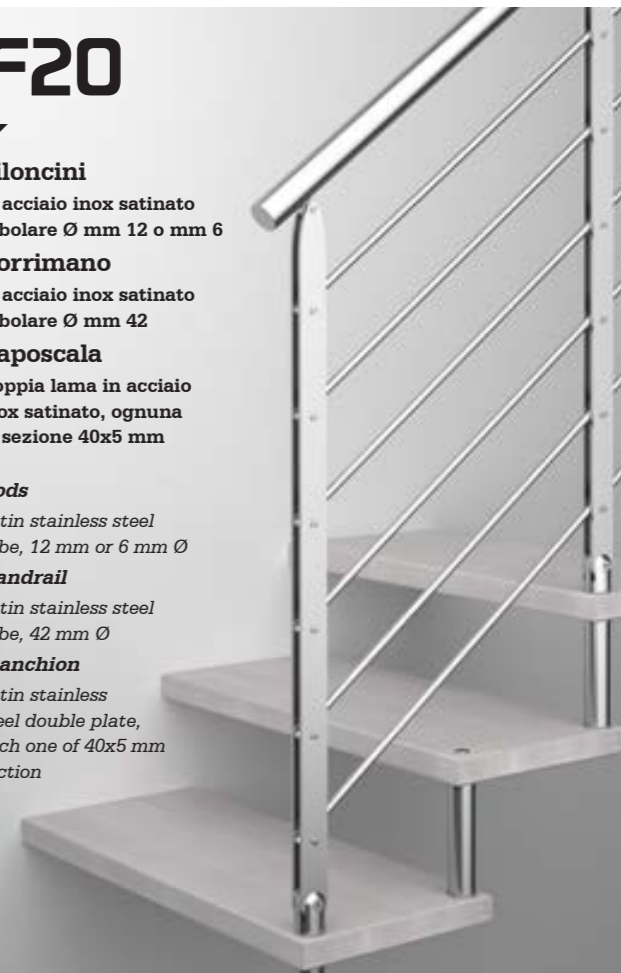 F20
iloncini
acciaio inox satinato
bolare Ø mm 12 o mm 6
orrimano
acciaio inox satinato
bolare Ø mm 42
aposcala
oppia lama in acciaio
ox satinato, ognuna
sezione 40x5 mm
ods
tin stainless steel
be, 12 mm or 6 mm Ø
andrail
tin stainless steel
be, 42 mm Ø
anchion
tin stainless
eel double plate,
ch one of 40x5 mm
ction